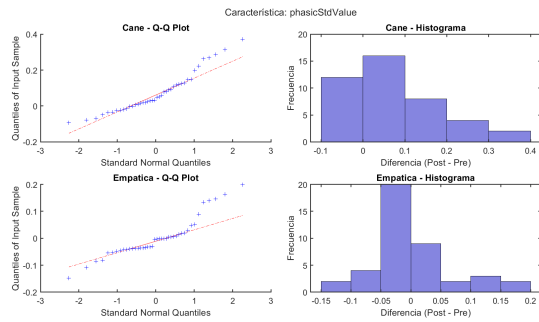 Característica: phasicStdValue
Cane - Q-Q Plot
Quantiles of Input Sample
0.4
0.2
0
-0.2
-3 -2 -1 0 1 2 3
Standard Normal Quantiles
Cane - Histograma
Frecuencia
20
15
10
5
0
-0.1 0 0.1 0.2 0.3 0.4
Diferencia (Post - Pre)
Empatica - Q-Q Plot
Quantiles of Input Sample
0.2
0.1
0
-0.1
-0.2
-3 -2 -1 0 1 2 3
Standard Normal Quantiles
Empatica - Histograma
Frecuencia
20
15
10
5
0
-0.15 -0.1 -0.05 0 0.05 0.1 0.15 0.2
Diferencia (Post - Pre)